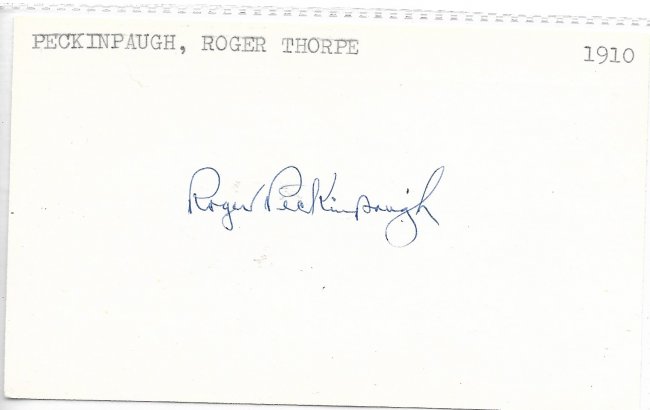 PECKINPAUGH, ROGER THORPE 1910
Roger Peckinpaugh